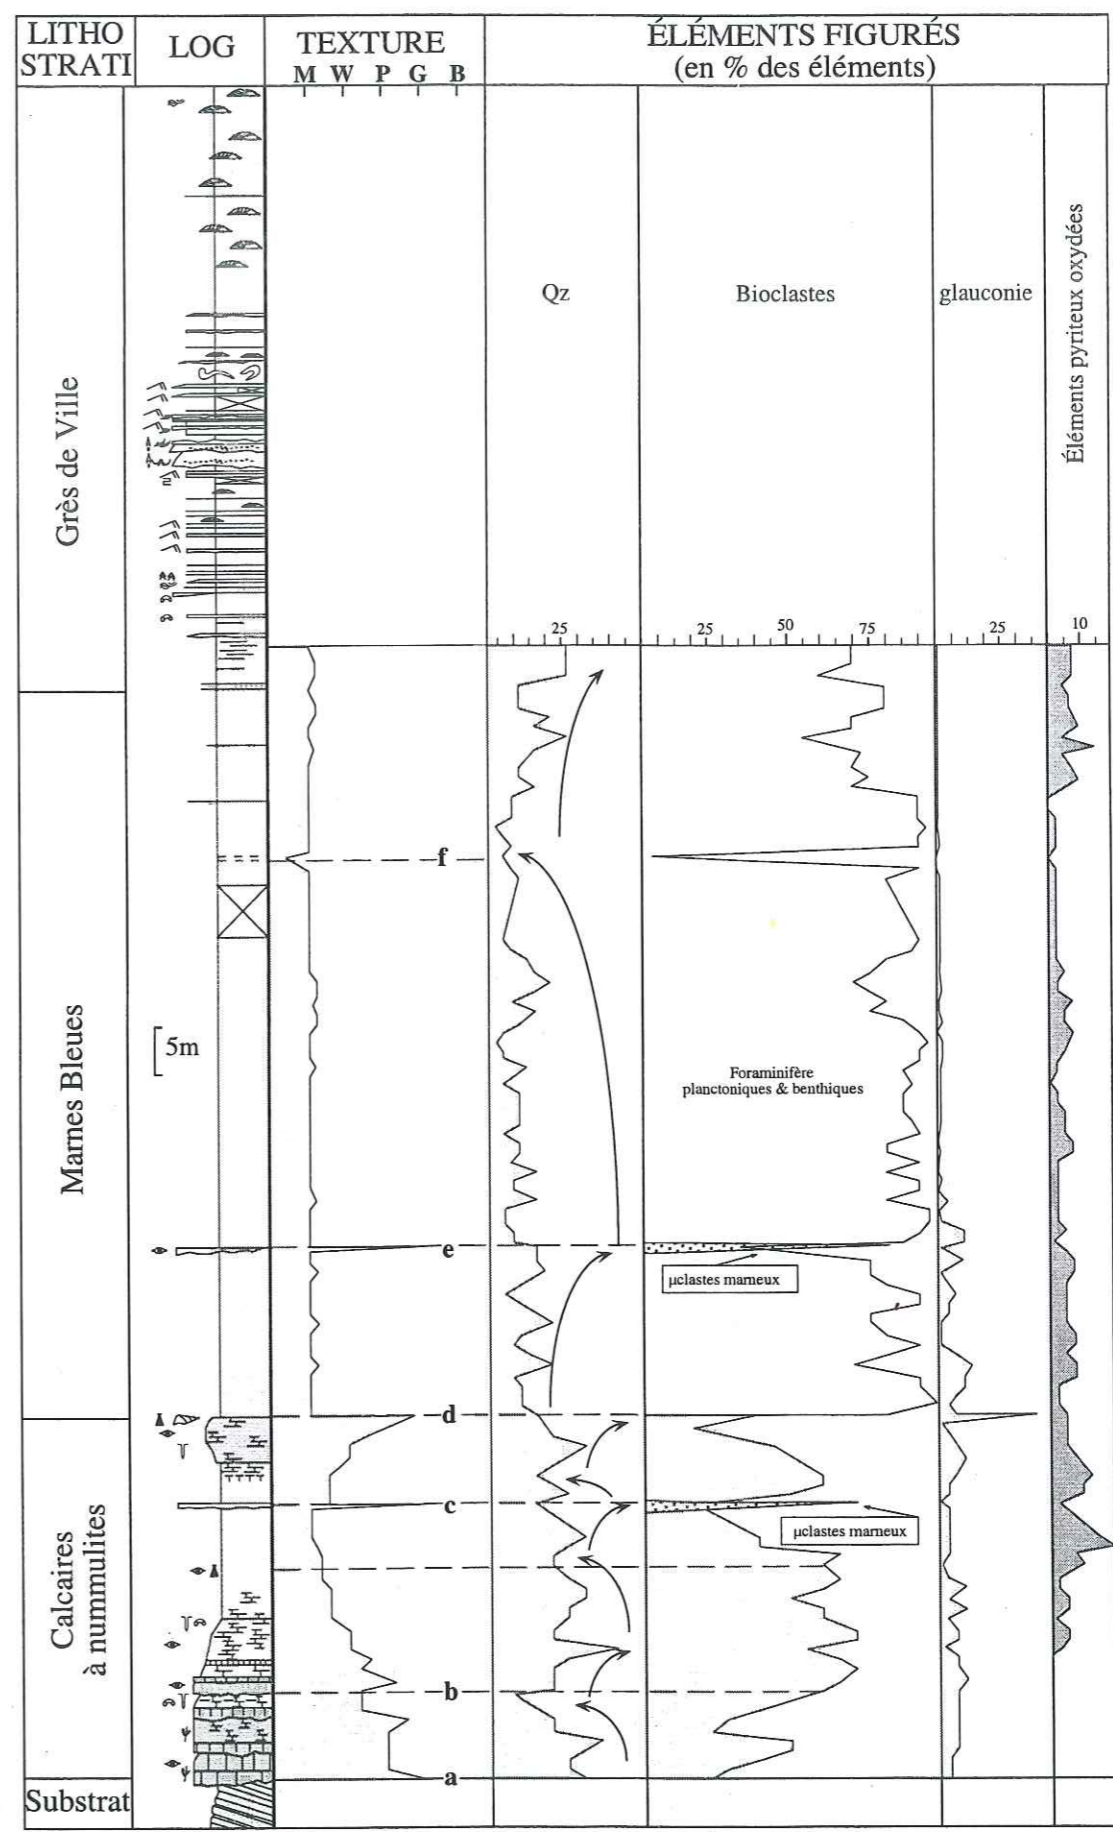 LITHO
STRATI
LOG
TEXTURE
M W P G B
ÉLÉMENTS FIGURÉS
(en % des éléments)
Grès de Ville
Qz
Bioclastes
glauconie
Éléments pyriteux oxydées
25
25 50 75
25
10
f
Marnes Bleues
5m
Foraminifère
planctoniques & benthiques
e
µclastes marneux
d
c
µclastes marneux
Calcaires
à nummulites
b
a
Substrat